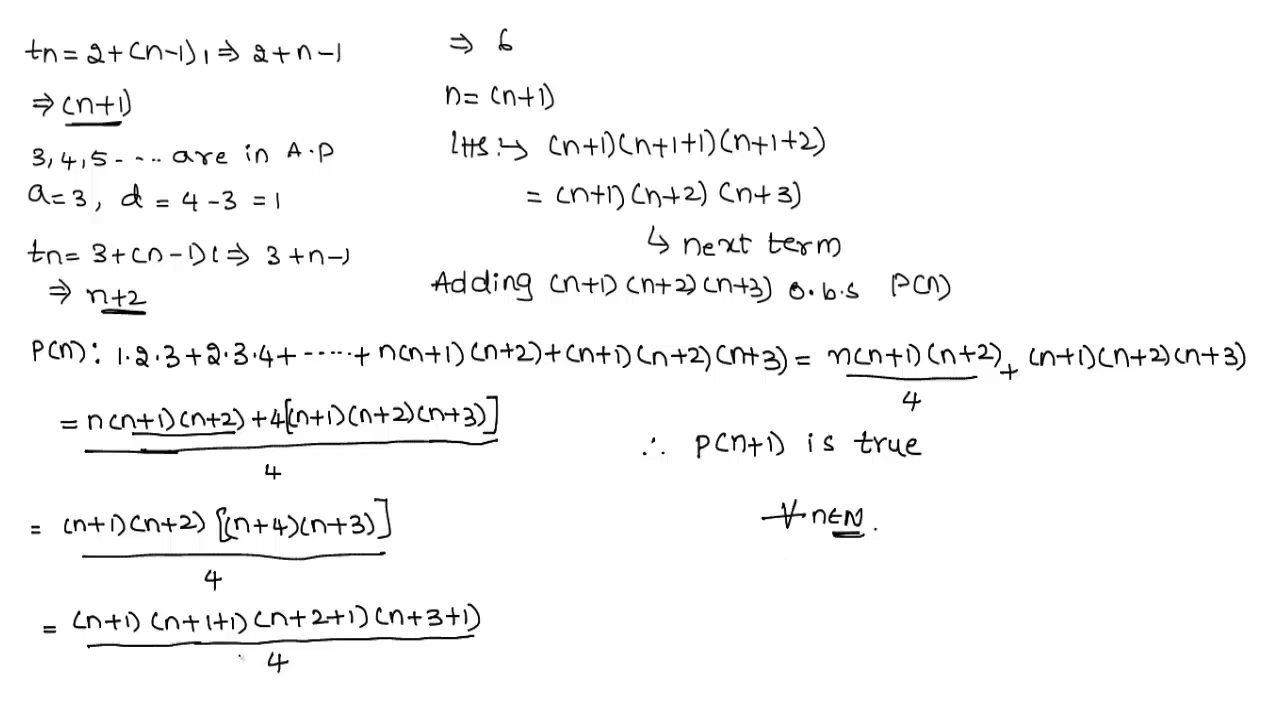 tn = 2+(n-1)1 ⇒ 2+n-1
⇒ (n+1)
3, 4, 5 - .... are in A.P
a=3, d = 4-3 = 1
tn = 3+(n-1)1 ⇒ 3+n-1
⇒ n+2
⇒ 6
n = (n+1)
LHS ↪ (n+1)(n+1+1)(n+1+2)
= (n+1)(n+2)(n+3)
↳ next term
Adding (n+1)(n+2)(n+3) o.b.s P(n)
P(n): 1.2.3+2.3.4+.....+ n(n+1)(n+2)+(n+1)(n+2)(n+3) = n(n+1)(n+2)/4 + (n+1)(n+2)(n+3)
= n(n+1)(n+2)+4[(n+1)(n+2)(n+3)]
4
= (n+1)(n+2)[(n+4)(n+3)]
4
= (n+1)(n+1+1)(n+2+1)(n+3+1)
4
∴ P(n+1) is true
∀ n∈N.